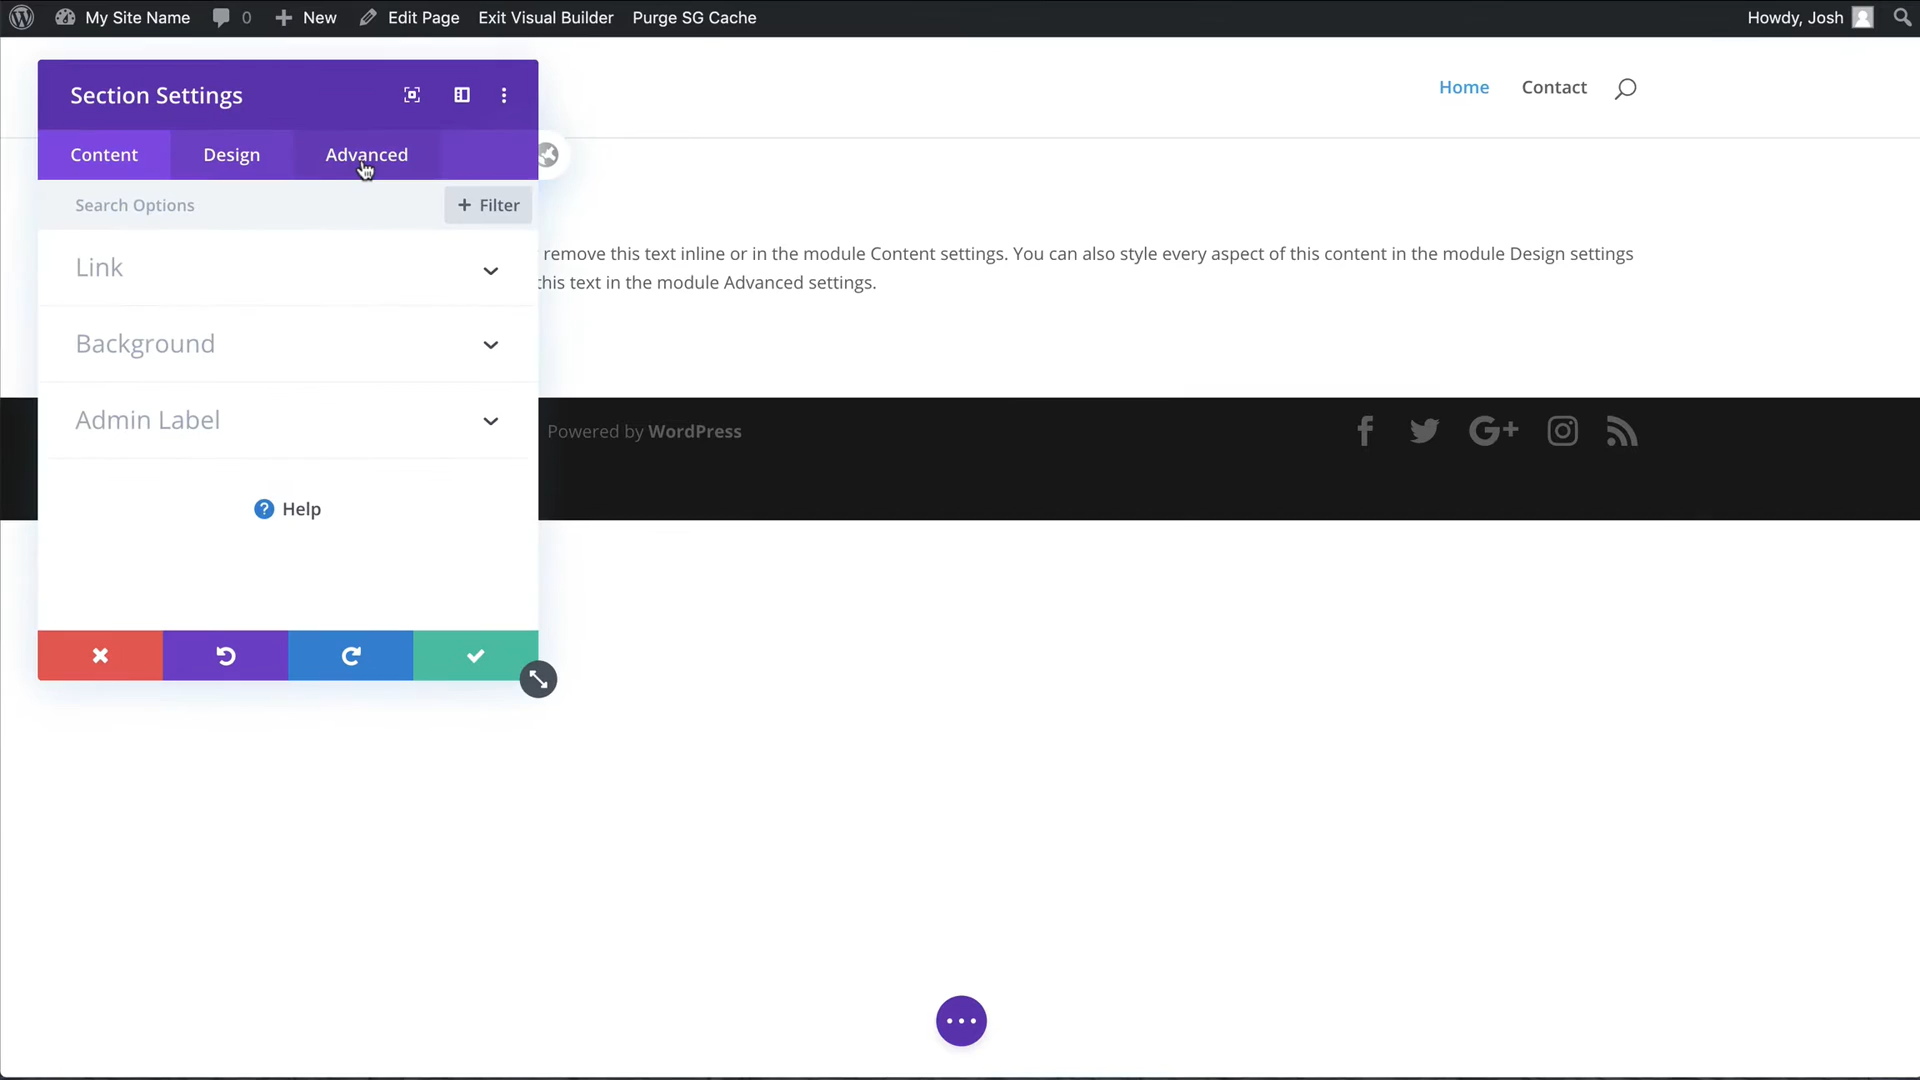 My Site Name 0 New Edit Page Exit Visual Builder Purge SG Cache Howdy, Josh
Section Settings
Home Contact
Content Design Advanced
Search Options + Filter
Link
remove this text inline or in the module Content settings. You can also style every aspect of this content in the module Design settings
this text in the module Advanced settings.
Background
Admin Label
Powered by WordPress
? Help